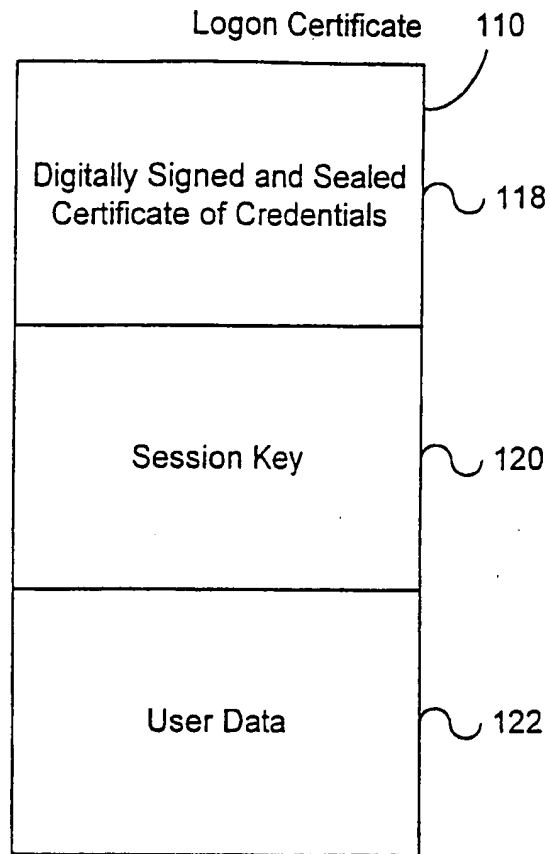 Logon Certificate 110
Digitally Signed and Sealed
Certificate of Credentials
118
Session Key 120
User Data 122